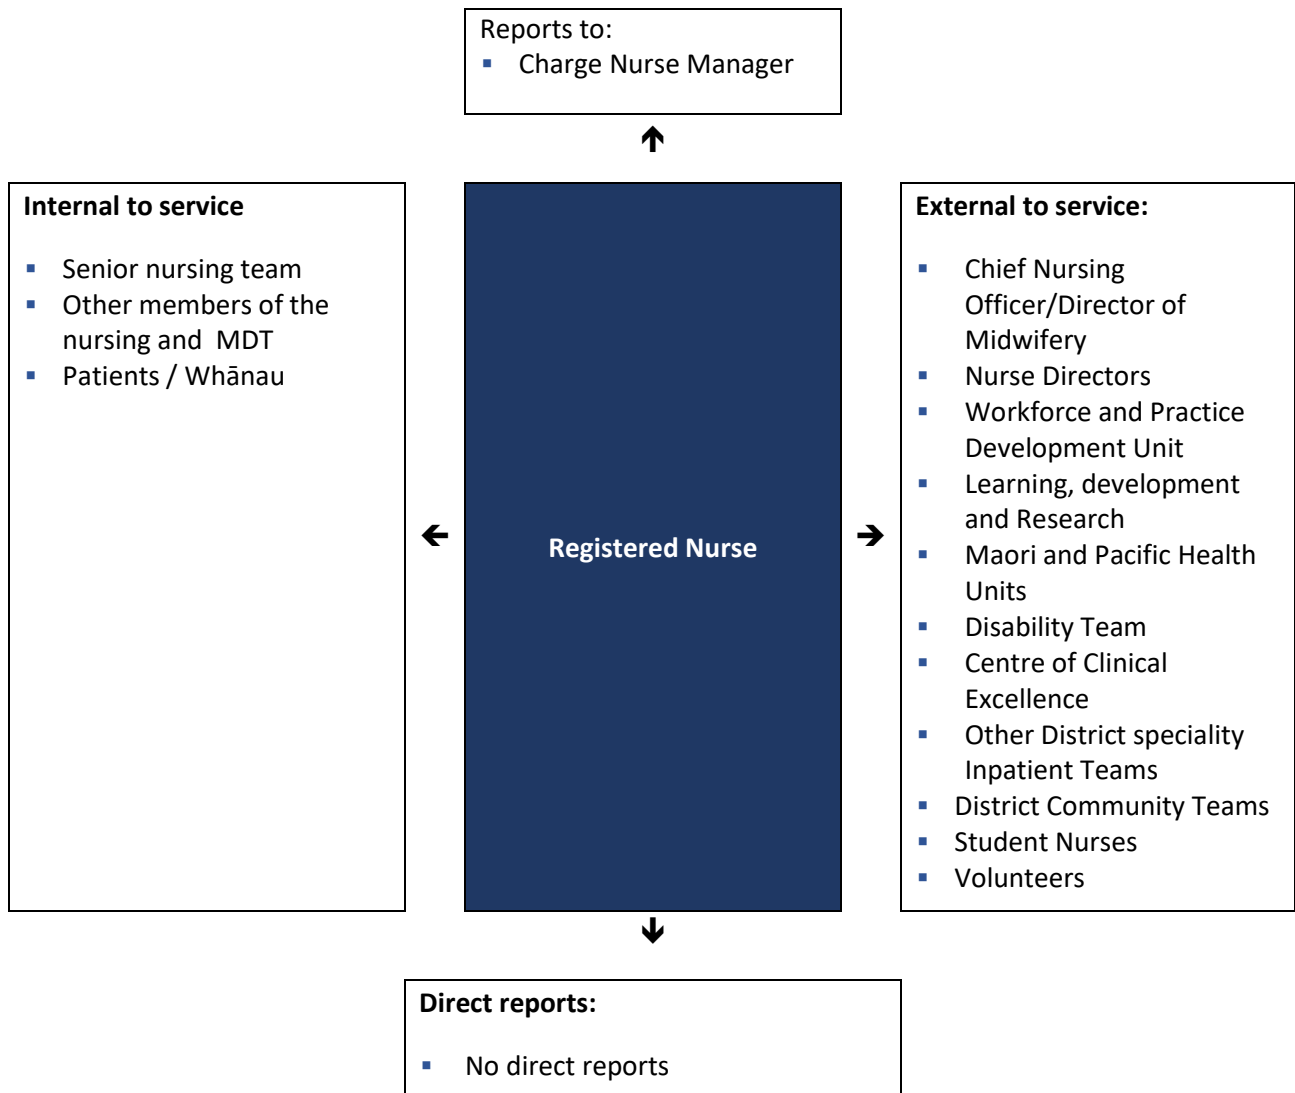 Reports to:
▪ Charge Nurse Manager
Internal to service
▪ Senior nursing team
▪ Other members of the
nursing and  MDT
▪ Patients / Whānau
Registered Nurse
External to service:
▪ Chief Nursing
Officer/Director of
Midwifery
▪ Nurse Directors
▪ Workforce and Practice
Development Unit
▪ Learning, development
and Research
▪ Maori and Pacific Health
Units
▪ Disability Team
▪ Centre of Clinical
Excellence
▪ Other District speciality
Inpatient Teams
▪ District Community Teams
▪ Student Nurses
▪ Volunteers
Direct reports:
▪ No direct reports